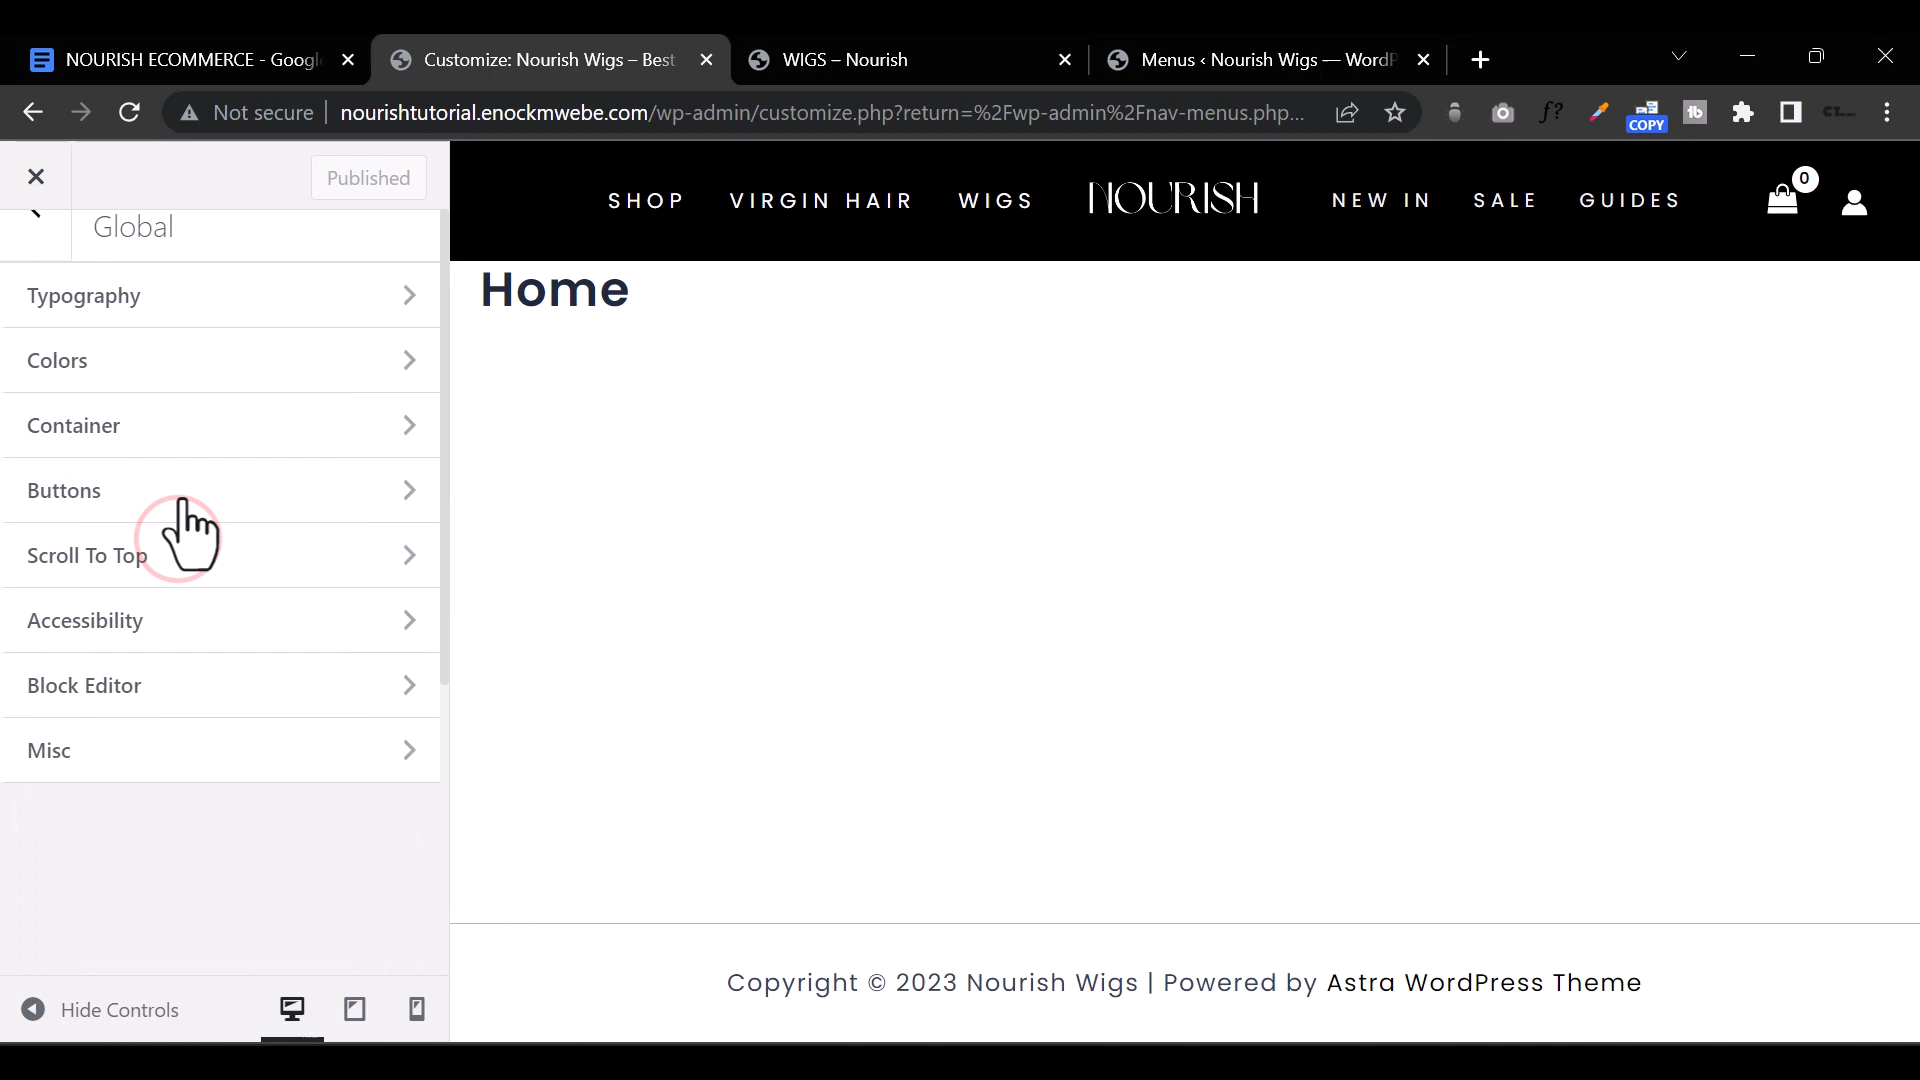 NOURISH ECOMMERCE - Googl
Customize: Nourish Wigs – Best
WIGS – Nourish
Menus ‹ Nourish Wigs — WordP
Not secure
nourishtutorial.enockmwebe.com/wp-admin/customize.php?return=%2Fwp-admin%2Fnav-menus.php...
f?
COPY
tb
Published
Global
Typography
Colors
Container
Buttons
Scroll To Top
Accessibility
Block Editor
Misc
Hide Controls
SHOP VIRGIN HAIR WIGS NOURISH NEW IN SALE GUIDES 0
Home
Copyright © 2023 Nourish Wigs | Powered by Astra WordPress Theme